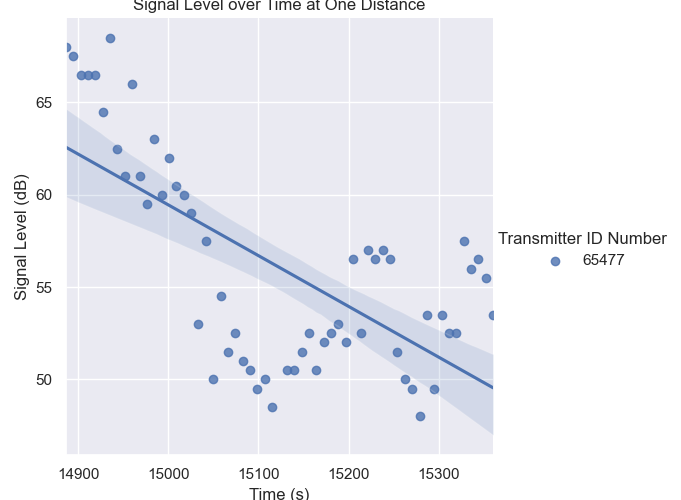 Signal Level over Time at One Distance
65
60
55
50
Signal Level (dB)
14900 15000 15100 15200 15300
Time (s)
Transmitter ID Number
65477